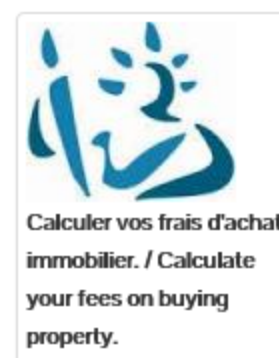 Calculer vos frais d'achat
immobilier. / Calculate
your fees on buying
property.